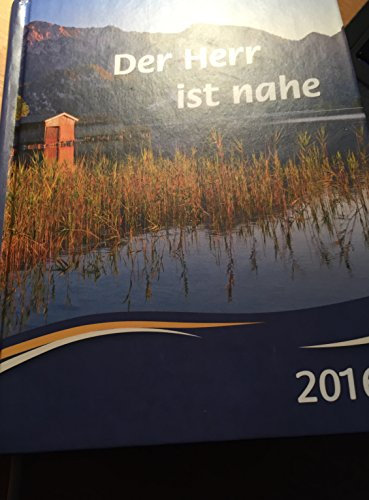 Der Herr
ist nahe
2016